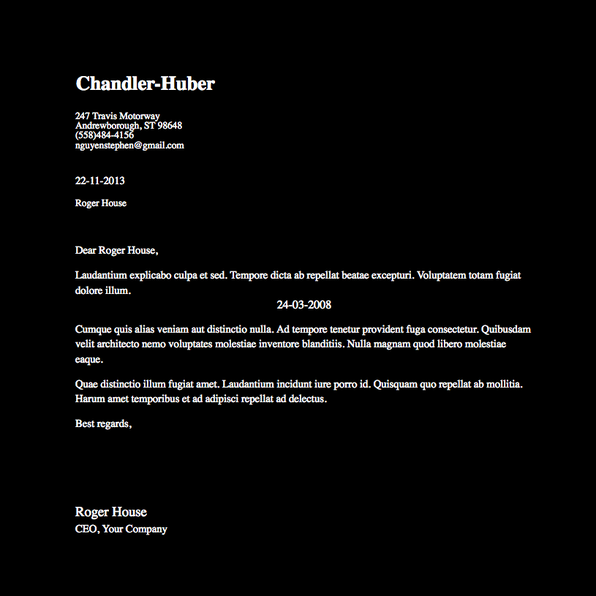 Chandler-Huber
247 Travis Motorway
Andrewborough, ST 98648
(558)484-4156
nguyenstephen@gmail.com
22-11-2013
Roger House
Dear Roger House,
Laudantium explicabo culpa et sed. Tempore dicta ab repellat beatae excepturi. Voluptatem totam fugiat
dolore illum.
24-03-2008
Cumque quis alias veniam aut distinctio nulla. Ad tempore tenetur provident fuga consectetur. Quibusdam
velit architecto nemo voluptates molestiae inventore blanditiis. Nulla magnam quod libero molestiae
eaque.
Quae distinctio illum fugiat amet. Laudantium incidunt iure porro id. Quisquam quo repellat ab mollitia.
Harum amet temporibus et ad adipisci repellat ad delectus.
Best regards,
Roger House
CEO, Your Company